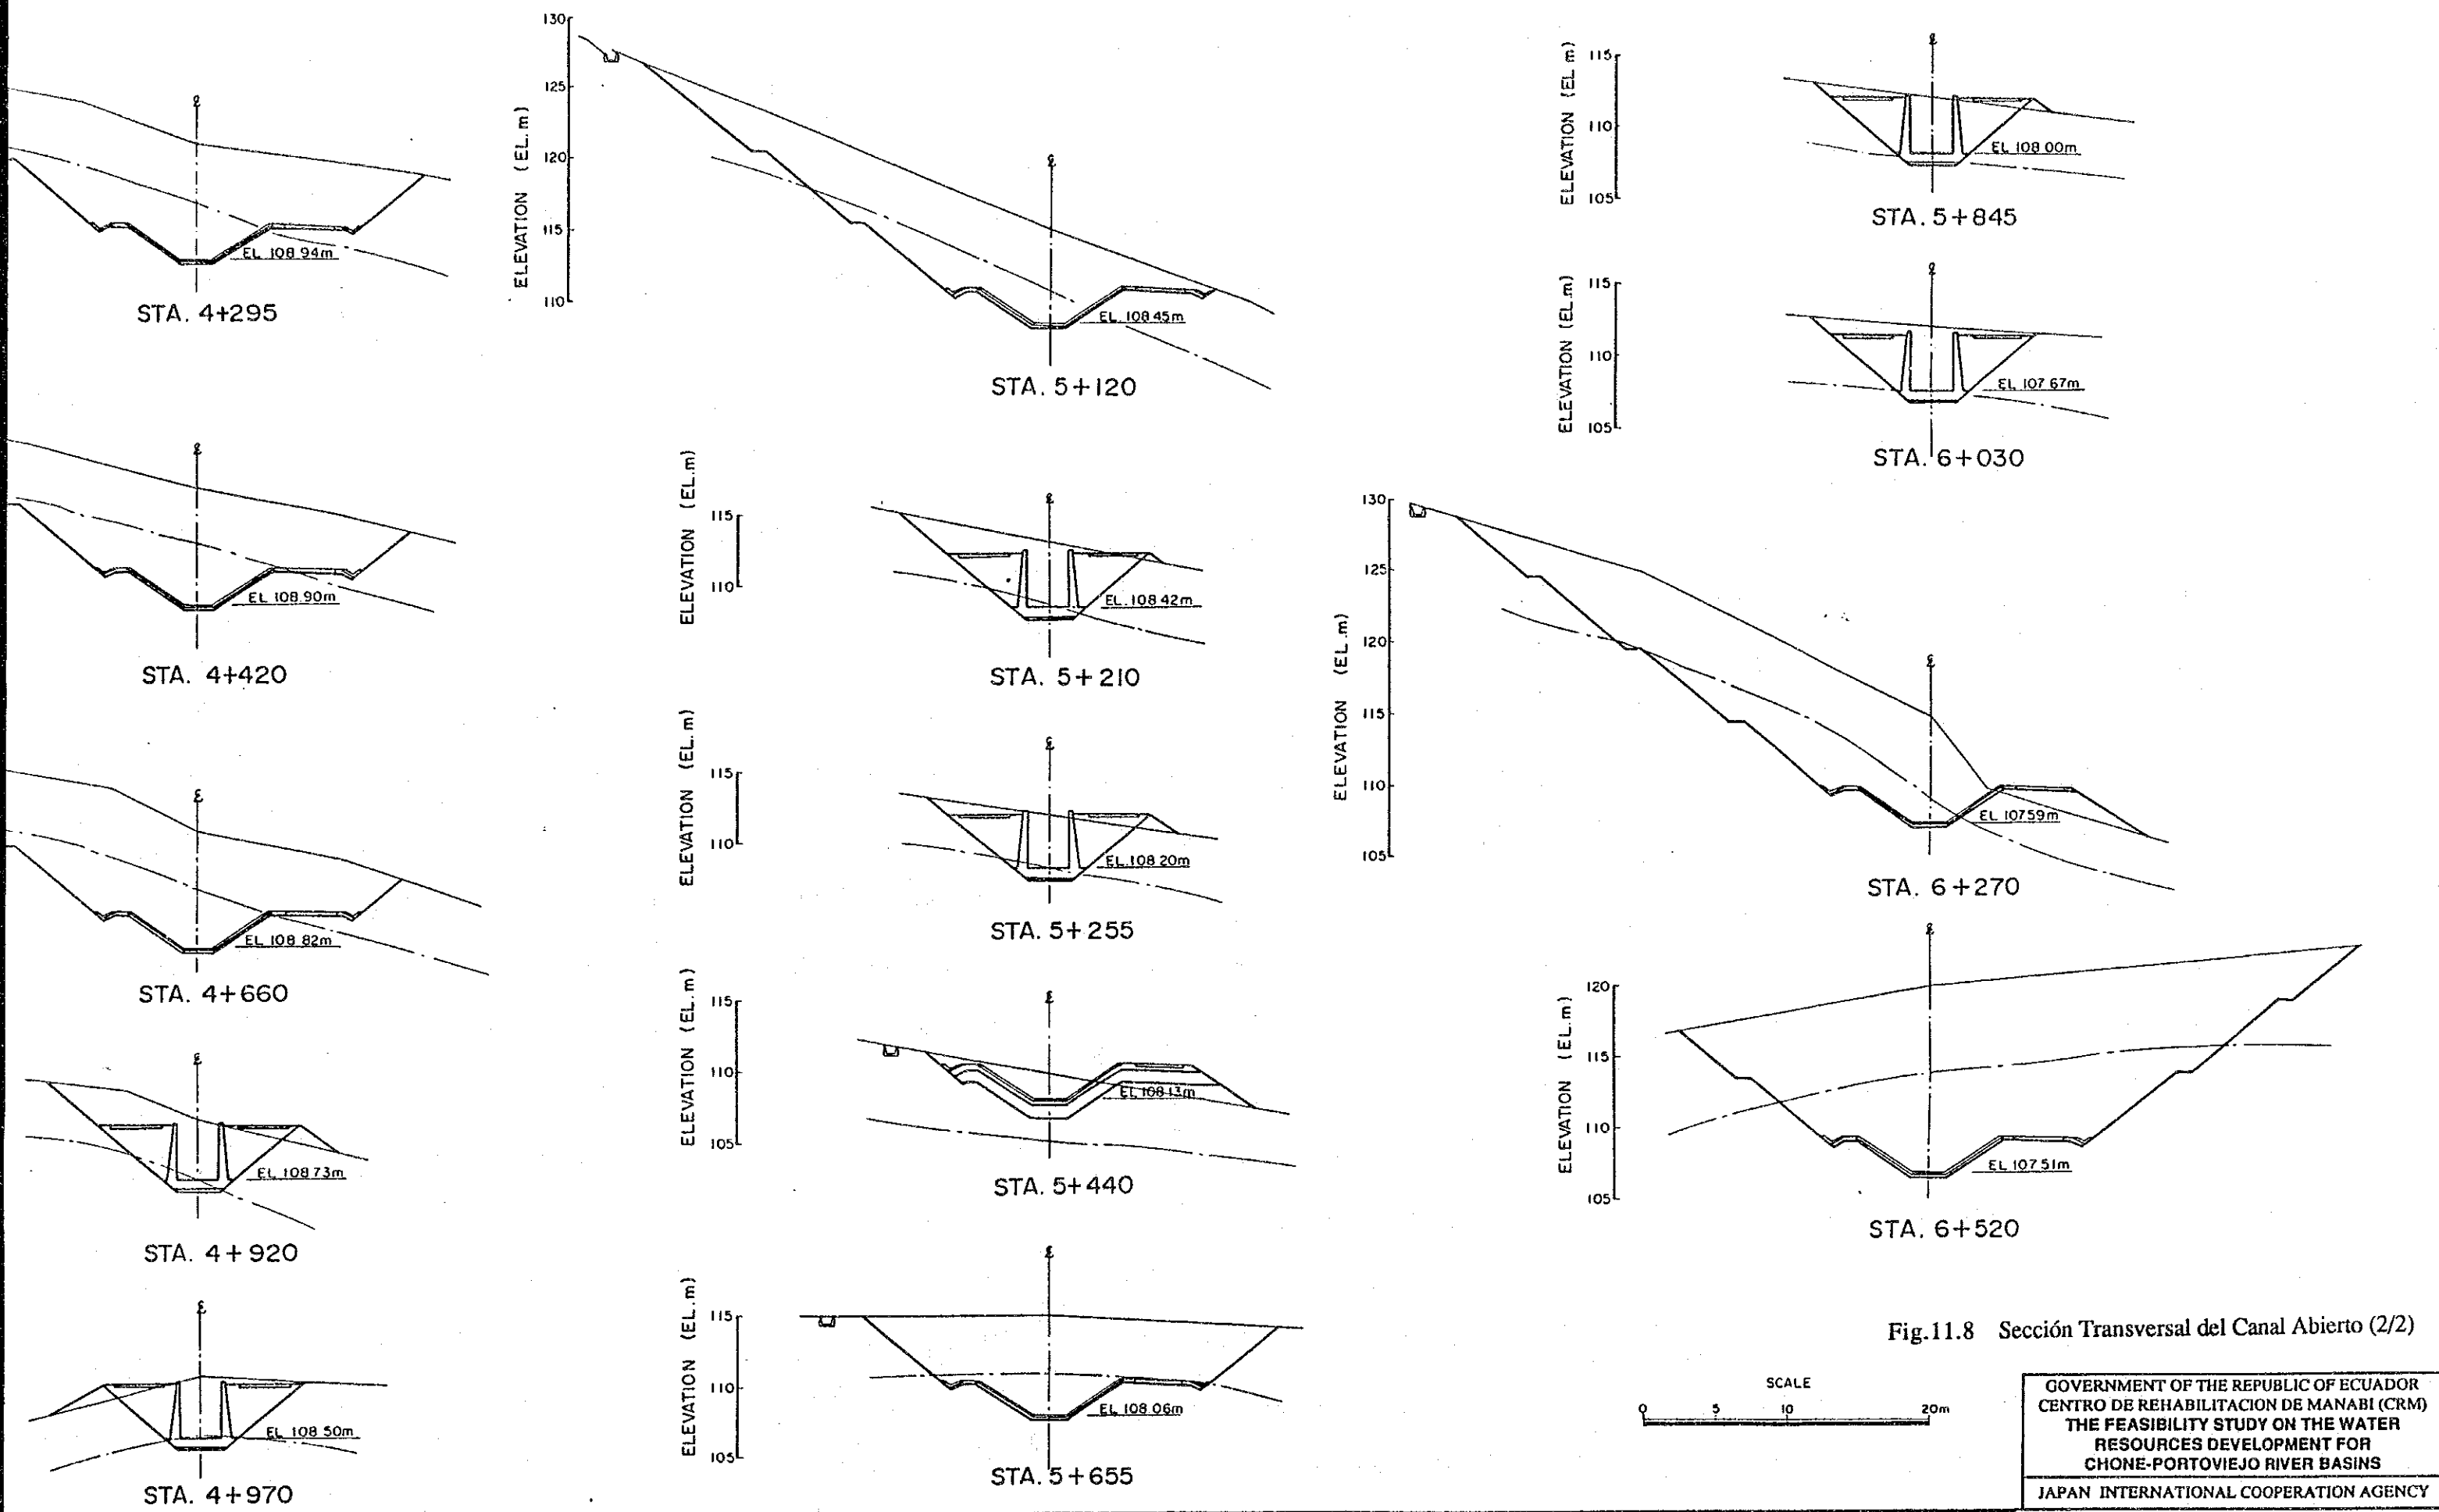 ℄
EL 108 94m
STA. 4+295
℄
EL 108.90m
STA. 4+420
℄
EL 108 82m
STA. 4+660
℄
EL 108 73m
STA. 4+920
℄
EL 108 50m
STA. 4+970
ELEVATION (EL.m)
130
125
120
115
110
℄
EL. 108 45m
STA. 5+120
ELEVATION (EL.m)
115
110
℄
EL. 108 42m
STA. 5+210
ELEVATION (EL.m)
115
110
℄
EL. 108 20m
STA. 5+255
ELEVATION (EL.m)
115
110
105
℄
EL 108 13m
STA. 5+440
ELEVATION (EL.m)
115
110
105
℄
EL 108 06m
STA. 5+655
ELEVATION (EL m)
115
110
105
℄
EL 108 00m
STA. 5+845
ELEVATION (EL.m)
115
110
105
℄
EL 107 67m
STA. 6+030
ELEVATION (EL.m)
130
125
120
115
110
105
℄
EL 10759m
STA. 6+270
ELEVATION (EL.m)
120
115
110
105
℄
EL 10751m
STA. 6+520
Fig.11.8 Sección Transversal del Canal Abierto (2/2)
SCALE
0 5 10 20m
GOVERNMENT OF THE REPUBLIC OF ECUADOR
CENTRO DE REHABILITACION DE MANABI (CRM)
THE FEASIBILITY STUDY ON THE WATER
RESOURCES DEVELOPMENT FOR
CHONE-PORTOVIEJO RIVER BASINS
JAPAN INTERNATIONAL COOPERATION AGENCY